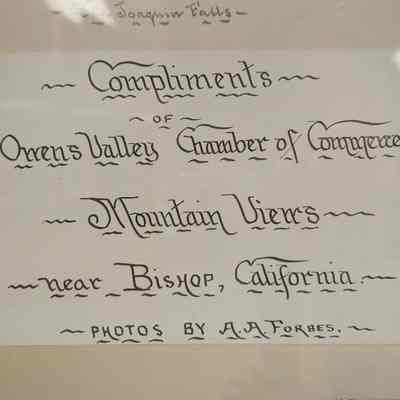 Joaquin Falls
Compliments
OF
Owens Valley Chamber of Commerce
Mountain Views
near Bishop, California.
PHOTOS BY A.A. FORBES.